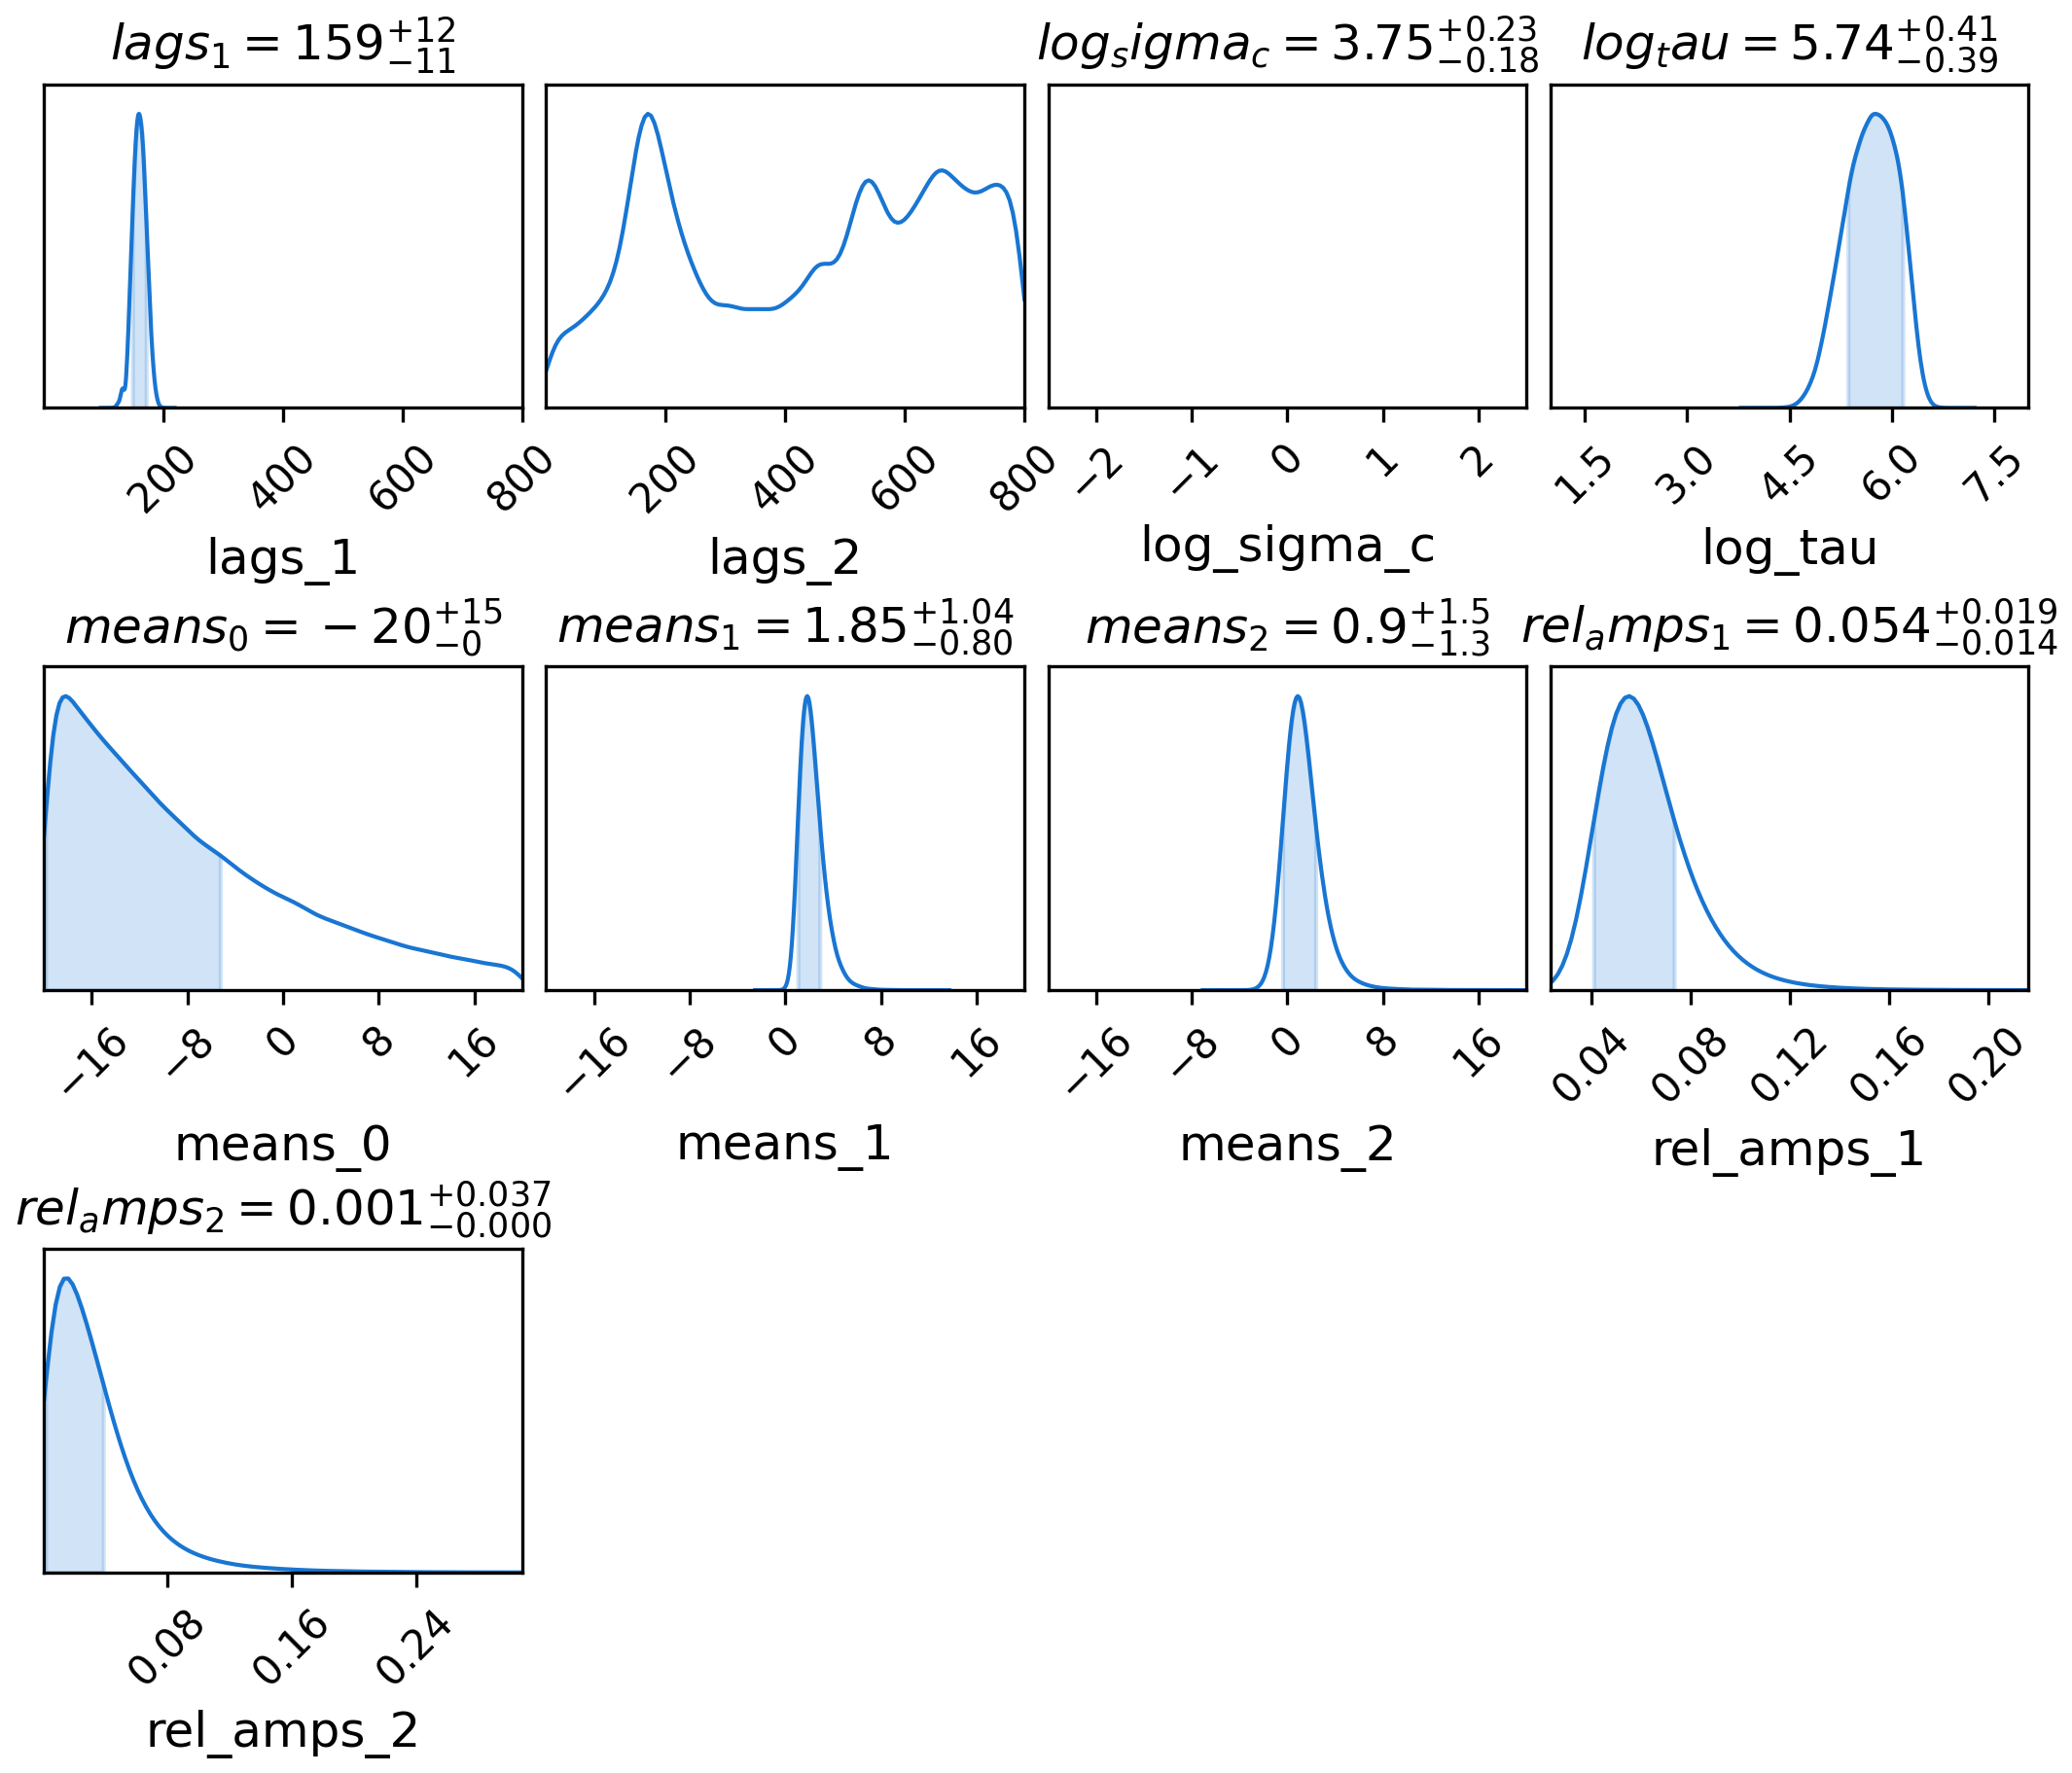 lags₁ = 159 +12 −11
log_sigma_c = 3.75 +0.23 −0.18
log_tau = 5.74 +0.41 −0.39
200 400 600 800
200 400 600 800
−2 −1 0 1 2
1.5 3.0 4.5 6.0 7.5
lags_1
lags_2
log_sigma_c
log_tau
means₀ = −20 +15 −0
means₁ = 1.85 +1.04 −0.80
means₂ = 0.9 +1.5 −1.3
relₐmps₁ = 0.054 +0.019 −0.014
−16 −8 0 8 16
−16 −8 0 8 16
−16 −8 0 8 16
0.04 0.08 0.12 0.16 0.20
means_0
means_1
means_2
rel_amps_1
relₐmps₂ = 0.001 +0.037 −0.000
0.08 0.16 0.24
rel_amps_2